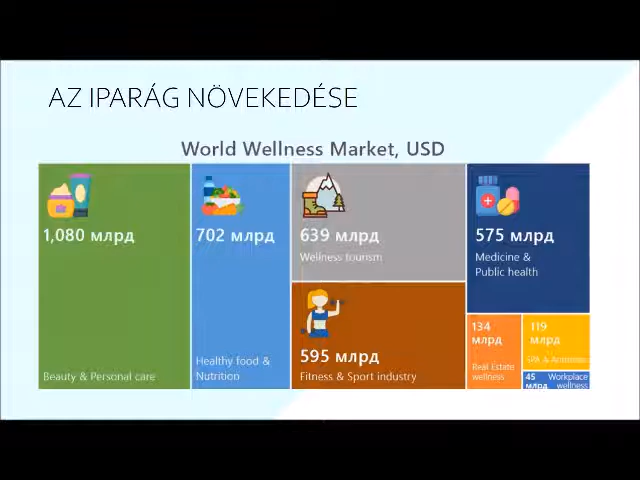 AZ IPARÁG NÖVEKEDÉSE
World Wellness Market, USD
1,080 млрд
Beauty & Personal care
702 млрд
Healthy food &
Nutrition
639 млрд
Wellness tourism
595 млрд
Fitness & Sport industry
575 млрд
Medicine &
Public health
134
млрд
Real Estate
wellness
119
млрд
SPA &
45
млрд
Workplace
wellness